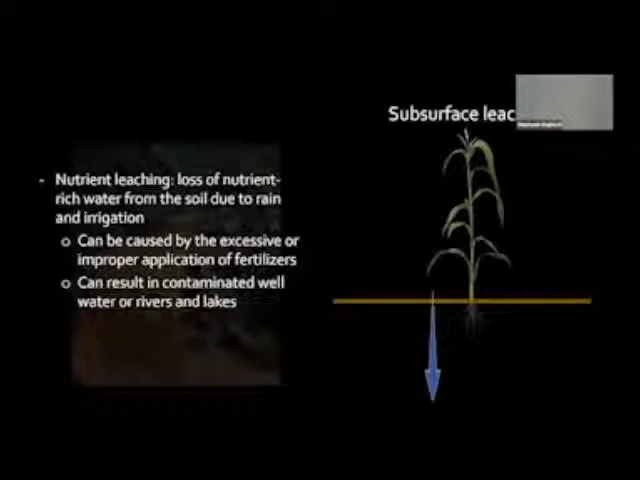 Subsurface leac
- Nutrient leaching: loss of nutrient-
rich water from the soil due to rain
and irrigation
o Can be caused by the excessive or
improper application of fertilizers
o Can result in contaminated well
water or rivers and lakes